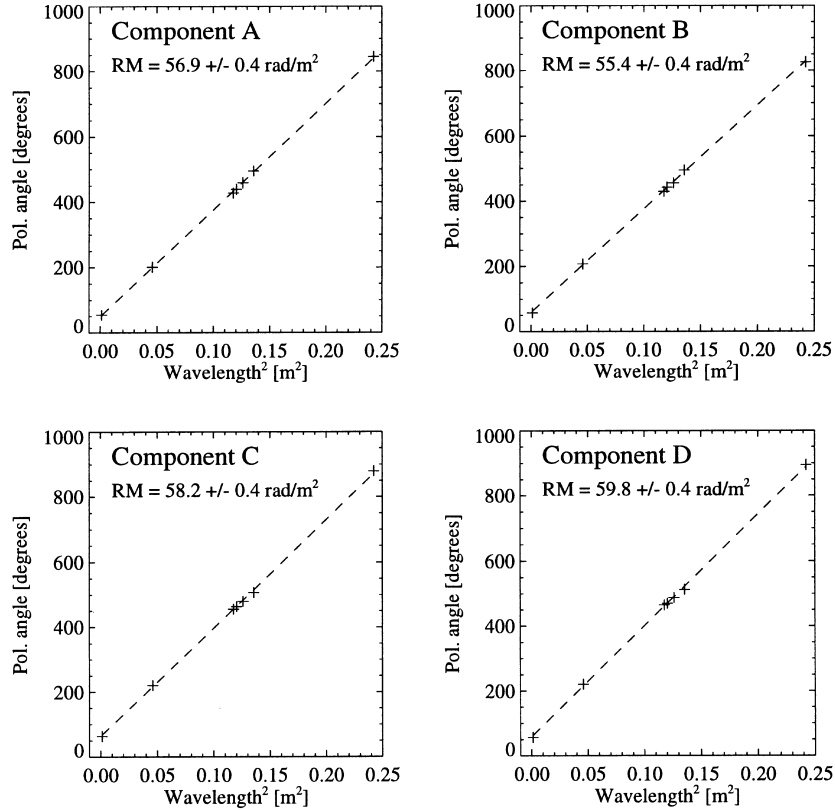 Component A
RM = 56.9 +/- 0.4 rad/m²
Pol. angle [degrees]
1000
800
600
400
200
0
0.00 0.05 0.10 0.15 0.20 0.25
Wavelength² [m²]
Component B
RM = 55.4 +/- 0.4 rad/m²
Pol. angle [degrees]
1000
800
600
400
200
0
0.00 0.05 0.10 0.15 0.20 0.25
Wavelength² [m²]
Component C
RM = 58.2 +/- 0.4 rad/m²
Pol. angle [degrees]
1000
800
600
400
200
0
0.00 0.05 0.10 0.15 0.20 0.25
Wavelength² [m²]
Component D
RM = 59.8 +/- 0.4 rad/m²
Pol. angle [degrees]
1000
800
600
400
200
0
0.00 0.05 0.10 0.15 0.20 0.25
Wavelength² [m²]